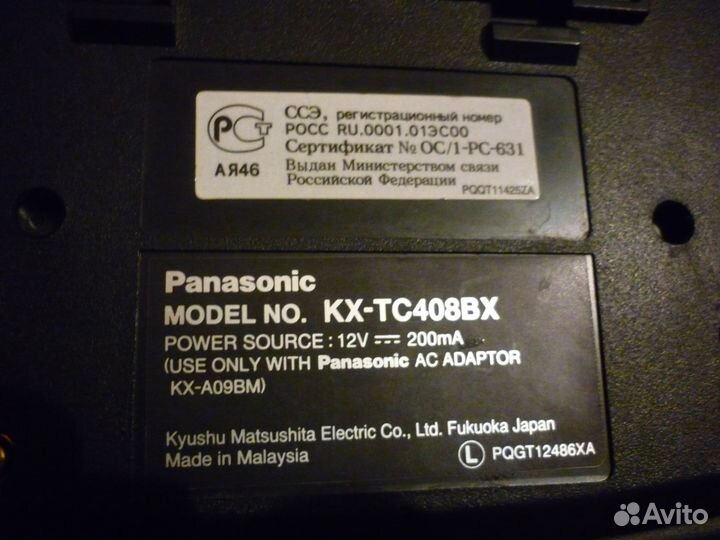 ССЭ, регистрационный номер
РОСС RU.0001.01ЭС00
Сертификат № ОС/1-РС-631
АЯ46 Выдан Министерством связи
Российской Федерации
PQQT11425ZA
Panasonic
MODEL NO. KX-TC408BX
POWER SOURCE : 12V ⎓ 200mA
(USE ONLY WITH Panasonic AC ADAPTOR
KX-A09BM)
Kyushu Matsushita Electric Co., Ltd. Fukuoka Japan
Made in Malaysia Ⓛ PQGT12486XA
Avito